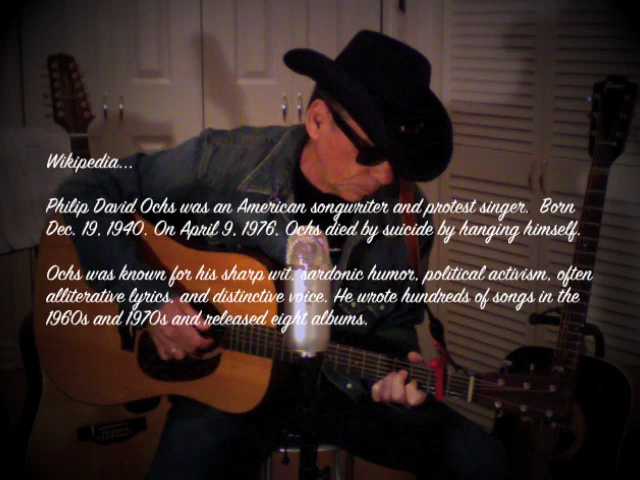 Wikipedia...
Philip David Ochs was an American songwriter and protest singer. Born
Dec. 19, 1940. On April 9, 1976. Ochs died by suicide by hanging himself.
Ochs was known for his sharp wit, sardonic humor, political activism, often
alliterative lyrics, and distinctive voice. He wrote hundreds of songs in the
1960s and 1970s and released eight albums.